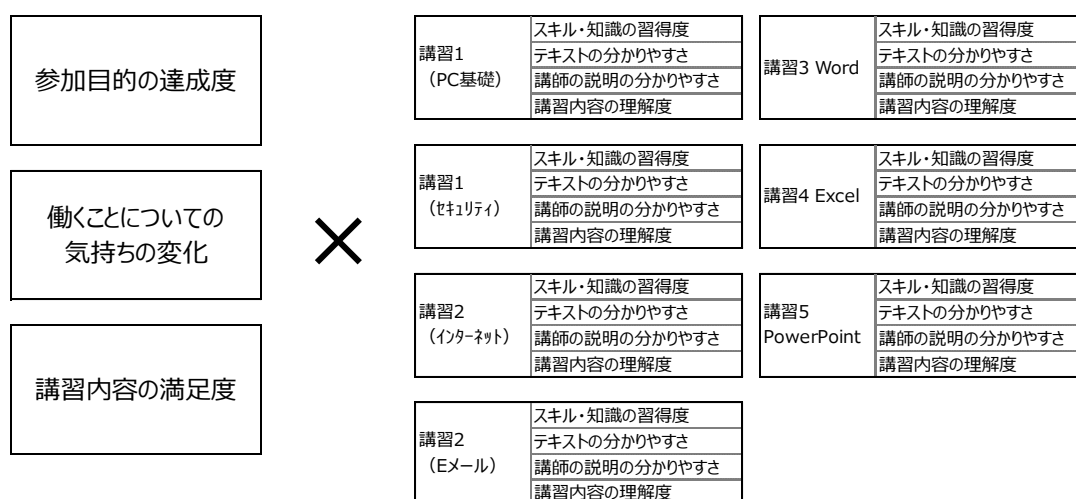 参加目的の達成度
働くことについての
気持ちの変化
講習内容の満足度
×
講習1
（PC基礎）
スキル・知識の習得度
テキストの分かりやすさ
講師の説明の分かりやすさ
講習内容の理解度
講習1
（ｾｷｭﾘﾃｨ）
スキル・知識の習得度
テキストの分かりやすさ
講師の説明の分かりやすさ
講習内容の理解度
講習2
（ｲﾝﾀｰﾈｯﾄ）
スキル・知識の習得度
テキストの分かりやすさ
講師の説明の分かりやすさ
講習内容の理解度
講習2
（Eメール）
スキル・知識の習得度
テキストの分かりやすさ
講師の説明の分かりやすさ
講習内容の理解度
講習3 Word
スキル・知識の習得度
テキストの分かりやすさ
講師の説明の分かりやすさ
講習内容の理解度
講習4 Excel
スキル・知識の習得度
テキストの分かりやすさ
講師の説明の分かりやすさ
講習内容の理解度
講習5
PowerPoint
スキル・知識の習得度
テキストの分かりやすさ
講師の説明の分かりやすさ
講習内容の理解度